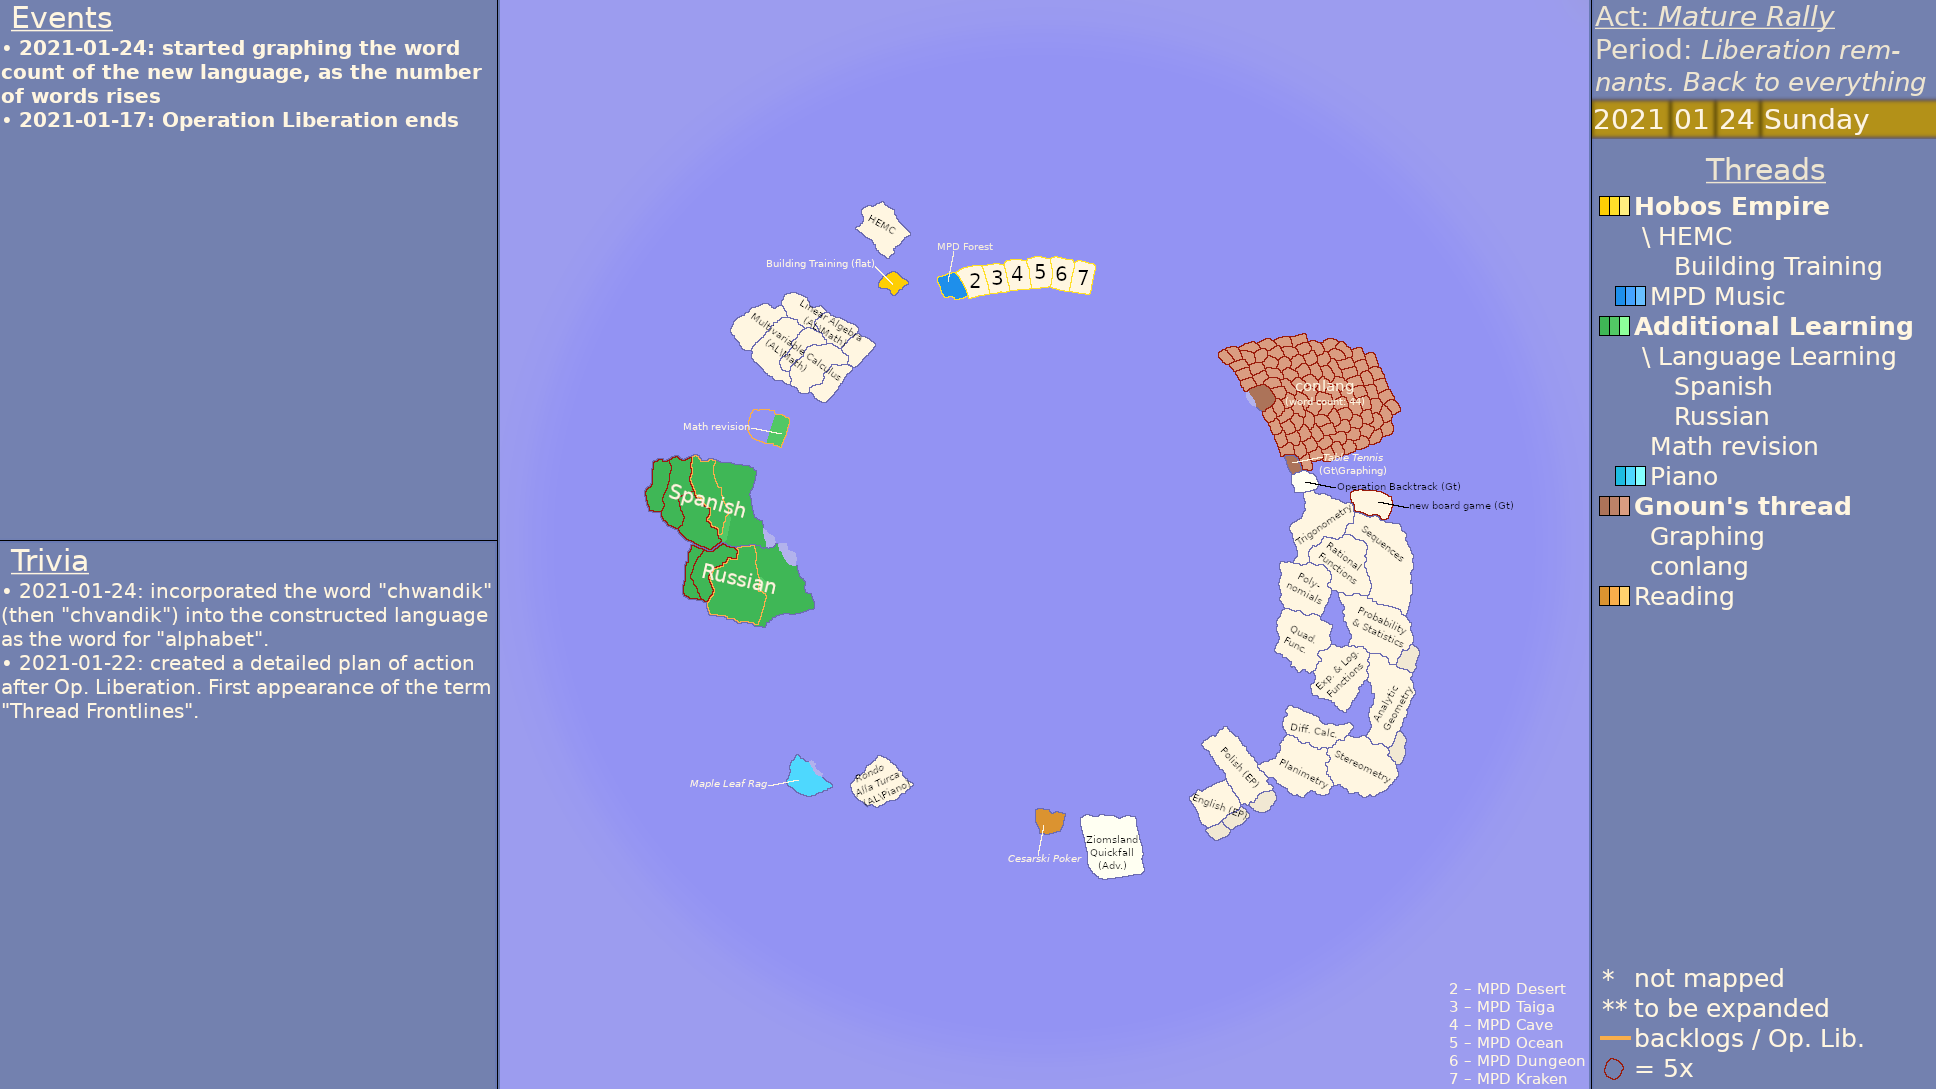 Events
• 2021-01-24: started graphing the word
count of the new language, as the number
of words rises
• 2021-01-17: Operation Liberation ends
Trivia
• 2021-01-24: incorporated the word "chwandik"
(then "chvandik") into the constructed language
as the word for "alphabet".
• 2021-01-22: created a detailed plan of action
after Op. Liberation. First appearance of the term
"Thread Frontlines".
HEMC
MPD Forest
Building Training (flat)
2 3 4 5 6 7
Linear Algebra
(AL\Math)
Multivariable Calculus
(AL\Math)
Math revision
Spanish
Russian
conlang
(word count: 44)
Table Tennis
(Gt\Graphing)
Operation Backtrack (Gt)
new board game (Gt)
Trigonometry
Sequences
Rational
Functions
Poly-
nomials
Probability
& Statistics
Quad.
Func.
Exp. & Log.
Functions
Analytic
Geometry
Diff. Calc.
Stereometry
Planimetry
Polish (EP)
English (EP)
Maple Leaf Rag
Rondo
Alla Turca
(AL\Piano)
Cesarski Poker
Ziomsland
Quickfall
(Adv.)
2 – MPD Desert
3 – MPD Taiga
4 – MPD Cave
5 – MPD Ocean
6 – MPD Dungeon
7 – MPD Kraken
Act: Mature Rally
Period: Liberation rem-
nants. Back to everything
2021 01 24 Sunday
Threads
Hobos Empire
\ HEMC
Building Training
MPD Music
Additional Learning
\ Language Learning
Spanish
Russian
Math revision
Piano
Gnoun's thread
Graphing
conlang
Reading
* not mapped
** to be expanded
backlogs / Op. Lib.
= 5x